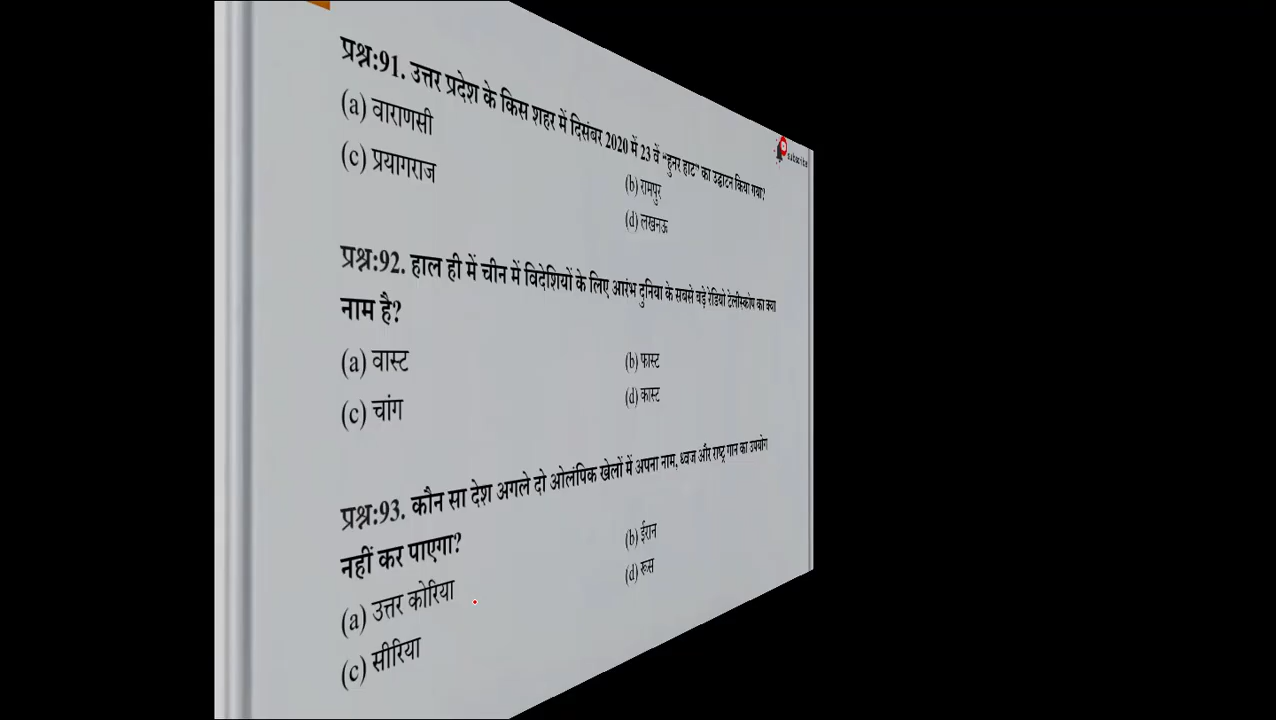 प्रश्न:91. उत्तर प्रदेश के किस शहर में दिसंबर 2020 में 23 वें “हुनर हाट” का उद्घाटन किया गया?
(a) वाराणसी (b) रामपुर
(c) प्रयागराज (d) लखनऊ
प्रश्न:92. हाल ही में चीन में विदेशियों के लिए आरंभ दुनिया के सबसे बड़े रेडियो टेलीस्कोप का क्या
नाम है?
(a) वास्ट (b) फास्ट
(c) चांग (d) कास्ट
प्रश्न:93. कौन सा देश अगले दो ओलंपिक खेलों में अपना नाम, ध्वज और राष्ट्र गान का उपयोग
नहीं कर पाएगा?
(a) उत्तर कोरिया (b) ईरान
(c) सीरिया (d) रूस